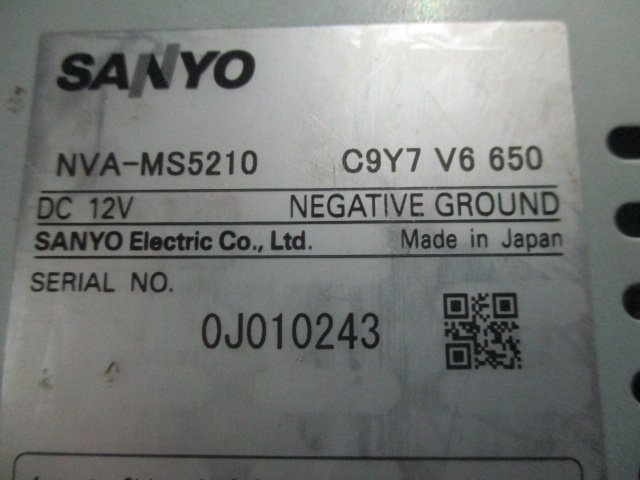 SANYO
NVA-MS5210 C9Y7 V6 650
DC 12V NEGATIVE GROUND
SANYO Electric Co., Ltd. Made in Japan
SERIAL NO.
0J010243